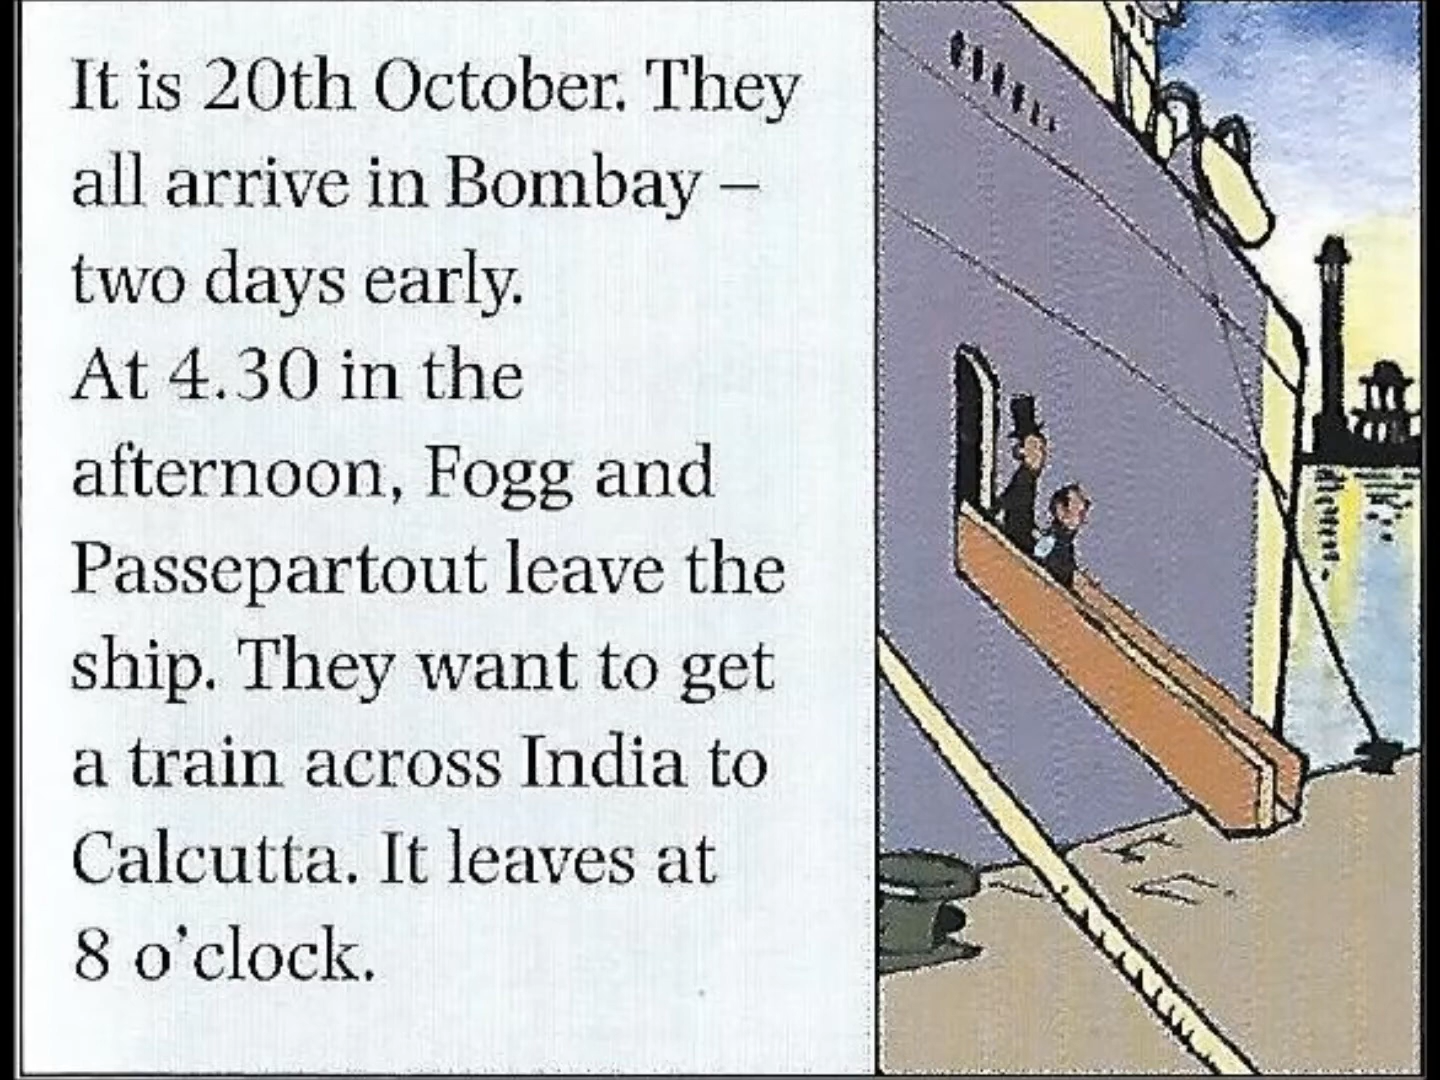 It is 20th October. They
all arrive in Bombay –
two days early.
At 4.30 in the
afternoon, Fogg and
Passepartout leave the
ship. They want to get
a train across India to
Calcutta. It leaves at
8 o'clock.